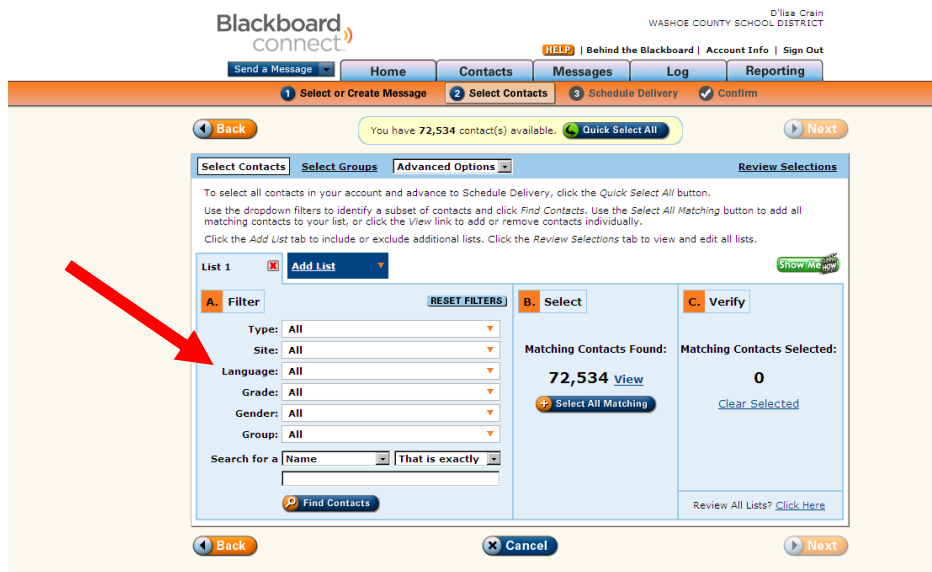 D'lisa Crain
Blackboard
connect
WASHOE COUNTY SCHOOL DISTRICT
HELP | Behind the Blackboard | Account Info | Sign Out
Send a Message Home Contacts Messages Log Reporting
1 Select or Create Message 2 Select Contacts 3 Schedule Delivery Confirm
Back You have 72,534 contact(s) available. Quick Select All Next
Select Contacts Select Groups Advanced Options Review Selections
To select all contacts in your account and advance to Schedule Delivery, click the Quick Select All button.
Use the dropdown filters to identify a subset of contacts and click Find Contacts. Use the Select All Matching button to add all
matching contacts to your list, or click the View link to add or remove contacts individually.
Click the Add List tab to include or exclude additional lists. Click the Review Selections tab to view and edit all lists.
List 1 Add List Show Me HOW
A. Filter RESET FILTERS B. Select C. Verify
Type: All
Site: All Matching Contacts Found: Matching Contacts Selected:
Language: All 72,534 View 0
Grade: All
Gender: All Select All Matching Clear Selected
Group: All
Search for a Name That is exactly
Find Contacts Review All Lists? Click Here
Back Cancel Next